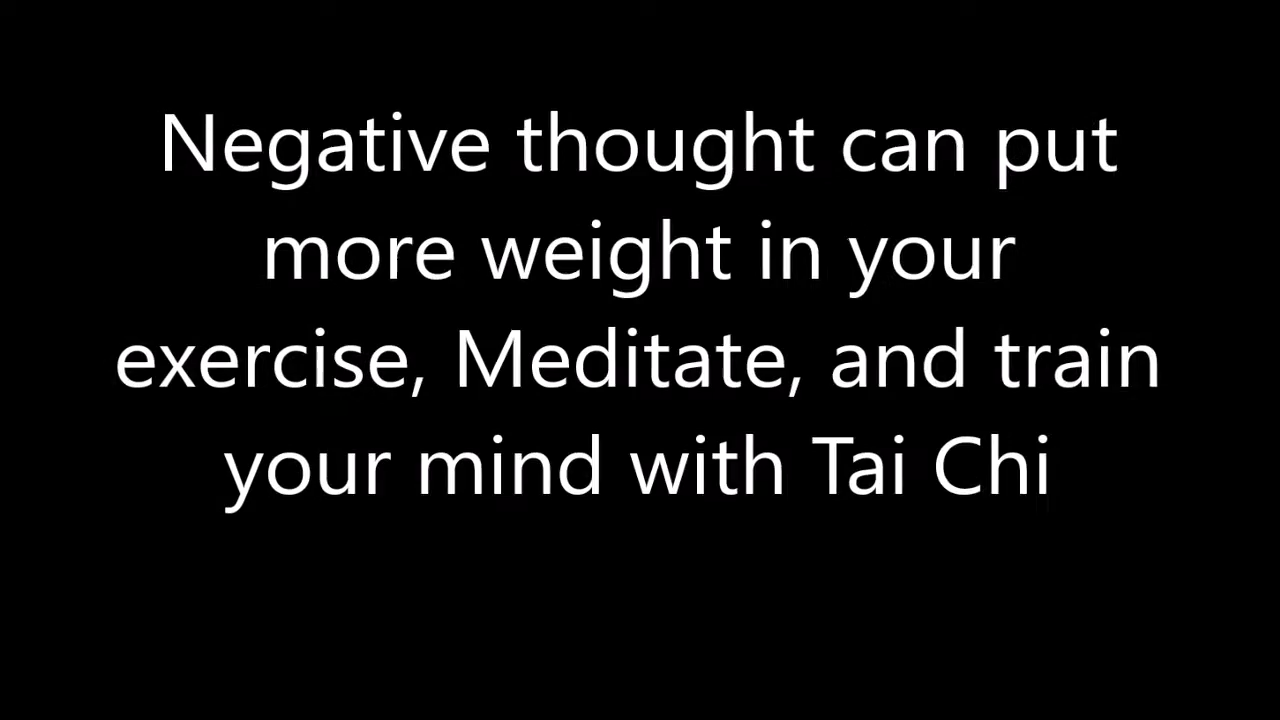 Negative thought can put
more weight in your
exercise, Meditate, and train
your mind with Tai Chi